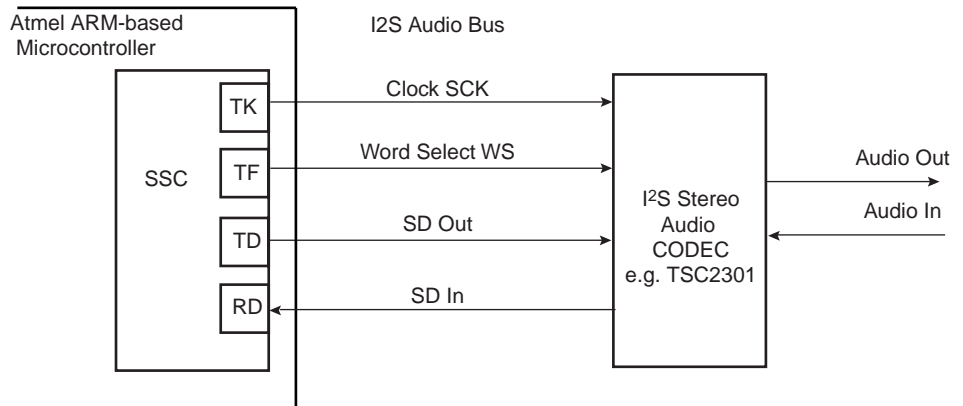 Atmel ARM-based
Microcontroller
I2S Audio Bus
SSC
TK
Clock SCK
TF
Word Select WS
TD
SD Out
RD
SD In
I2S Stereo
Audio
CODEC
e.g. TSC2301
Audio Out
Audio In